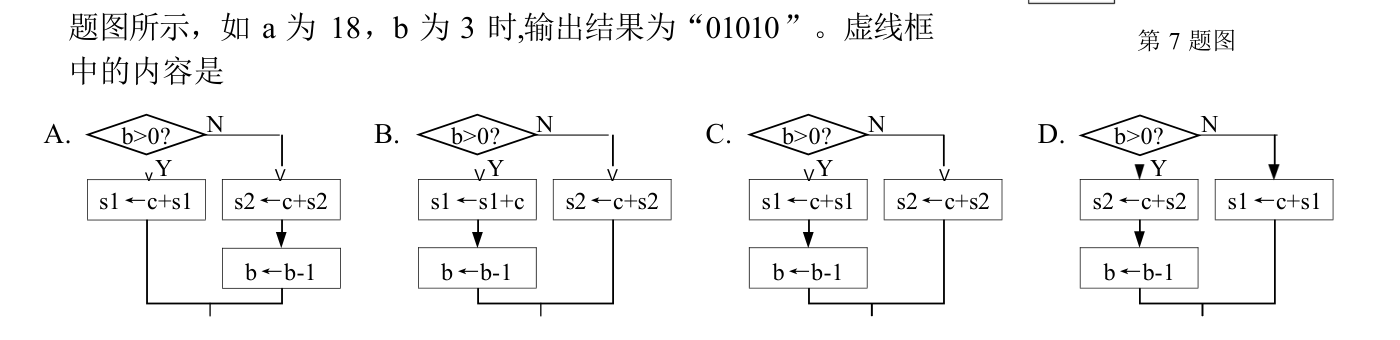 题图所示，如 a 为 18，b 为 3 时,输出结果为“01010”。虚线框
中的内容是
第 7 题图
A.
b>0?
N
Y
s1←c+s1
s2←c+s2
b←b-1
B.
b>0?
N
Y
s1←s1+c
s2←c+s2
b←b-1
C.
b>0?
N
Y
s1←c+s1
s2←c+s2
b←b-1
D.
b>0?
N
Y
s2←c+s2
s1←c+s1
b←b-1